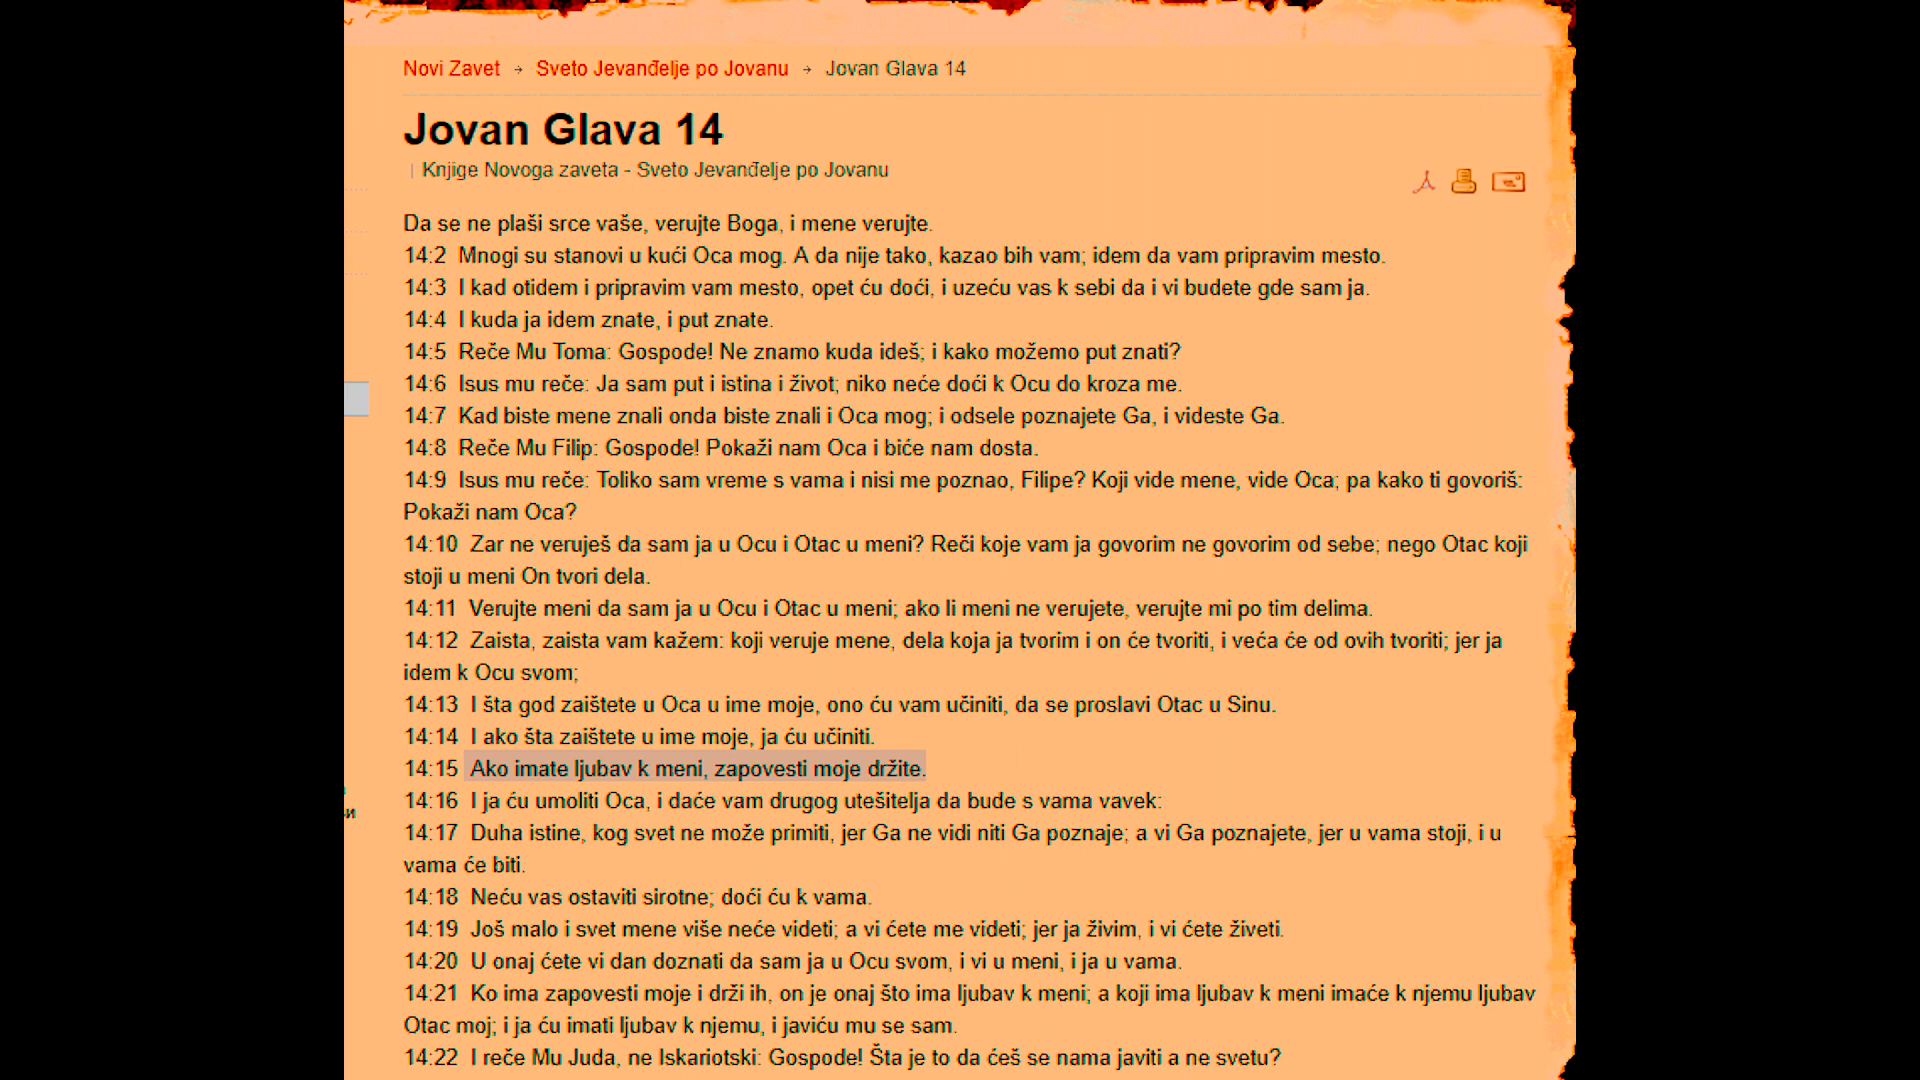 Novi Zavet → Sveto Jevanđelje po Jovanu → Jovan Glava 14
Jovan Glava 14
| Knjige Novoga zaveta - Sveto Jevanđelje po Jovanu
Da se ne plaši srce vaše, verujte Boga, i mene verujte.
14:2 Mnogi su stanovi u kući Oca mog. A da nije tako, kazao bih vam; idem da vam pripravim mesto.
14:3 I kad otidem i pripravim vam mesto, opet ću doći, i uzeću vas k sebi da i vi budete gde sam ja.
14:4 I kuda ja idem znate, i put znate.
14:5 Reče Mu Toma: Gospode! Ne znamo kuda ideš; i kako možemo put znati?
14:6 Isus mu reče: Ja sam put i istina i život; niko neće doći k Ocu do kroza me.
14:7 Kad biste mene znali onda biste znali i Oca mog; i odsele poznajete Ga, i videste Ga.
14:8 Reče Mu Filip: Gospode! Pokaži nam Oca i biće nam dosta.
14:9 Isus mu reče: Toliko sam vreme s vama i nisi me poznao, Filipe? Koji vide mene, vide Oca; pa kako ti govoriš:
Pokaži nam Oca?
14:10 Zar ne veruješ da sam ja u Ocu i Otac u meni? Reči koje vam ja govorim ne govorim od sebe; nego Otac koji
stoji u meni On tvori dela.
14:11 Verujte meni da sam ja u Ocu i Otac u meni; ako li meni ne verujete, verujte mi po tim delima.
14:12 Zaista, zaista vam kažem: koji veruje mene, dela koja ja tvorim i on će tvoriti, i veća će od ovih tvoriti; jer ja
idem k Ocu svom;
14:13 I šta god zaištete u Oca u ime moje, ono ću vam učiniti, da se proslavi Otac u Sinu.
14:14 I ako šta zaištete u ime moje, ja ću učiniti.
14:15 Ako imate ljubav k meni, zapovesti moje držite.
14:16 I ja ću umoliti Oca, i daće vam drugog utešitelja da bude s vama vavek:
14:17 Duha istine, kog svet ne može primiti, jer Ga ne vidi niti Ga poznaje; a vi Ga poznajete, jer u vama stoji, i u
vama će biti.
14:18 Neću vas ostaviti sirotne; doći ću k vama.
14:19 Još malo i svet mene više neće videti; a vi ćete me videti; jer ja živim, i vi ćete živeti.
14:20 U onaj ćete vi dan doznati da sam ja u Ocu svom, i vi u meni, i ja u vama.
14:21 Ko ima zapovesti moje i drži ih, on je onaj što ima ljubav k meni; a koji ima ljubav k meni imaće k njemu ljubav
Otac moj; i ja ću imati ljubav k njemu, i javiću mu se sam.
14:22 I reče Mu Juda, ne Iskariotski: Gospode! Šta je to da ćeš se nama javiti a ne svetu?